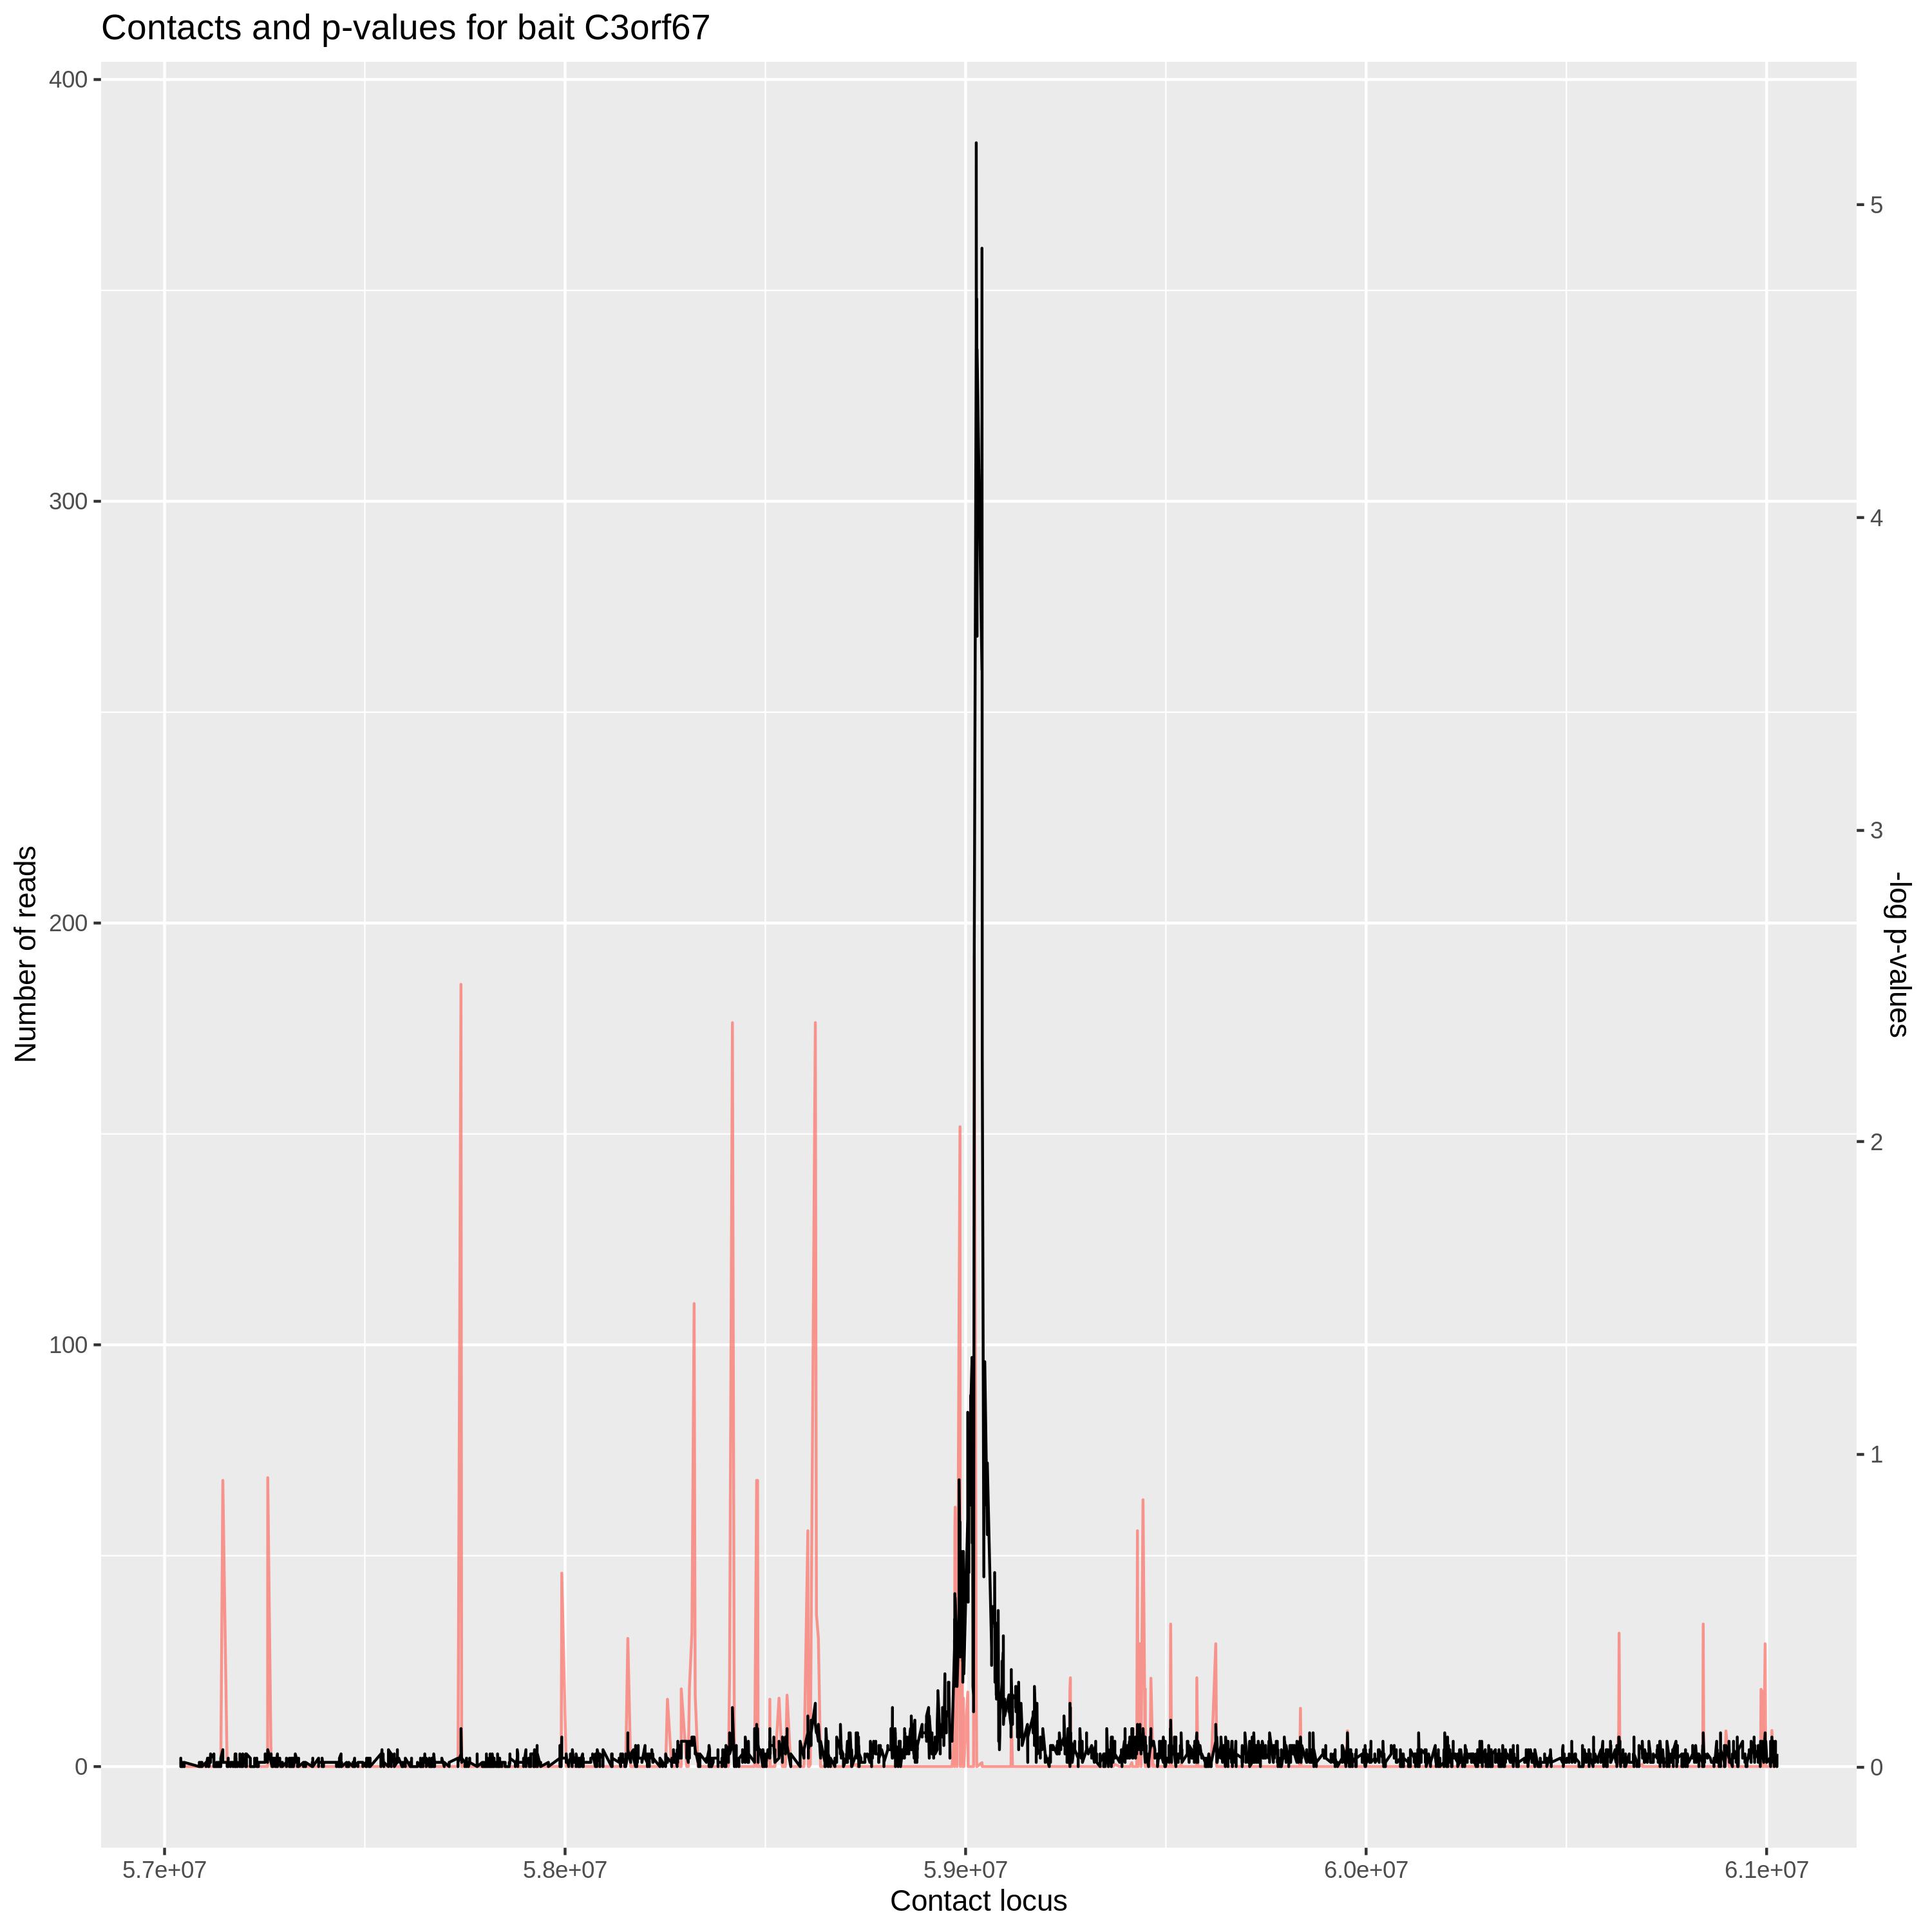 Contacts and p-values for bait C3orf67
400
300
200
100
0
Number of reads
5
4
3
2
1
0
-log p-values
5.7e+07 5.8e+07 5.9e+07 6.0e+07 6.1e+07
Contact locus